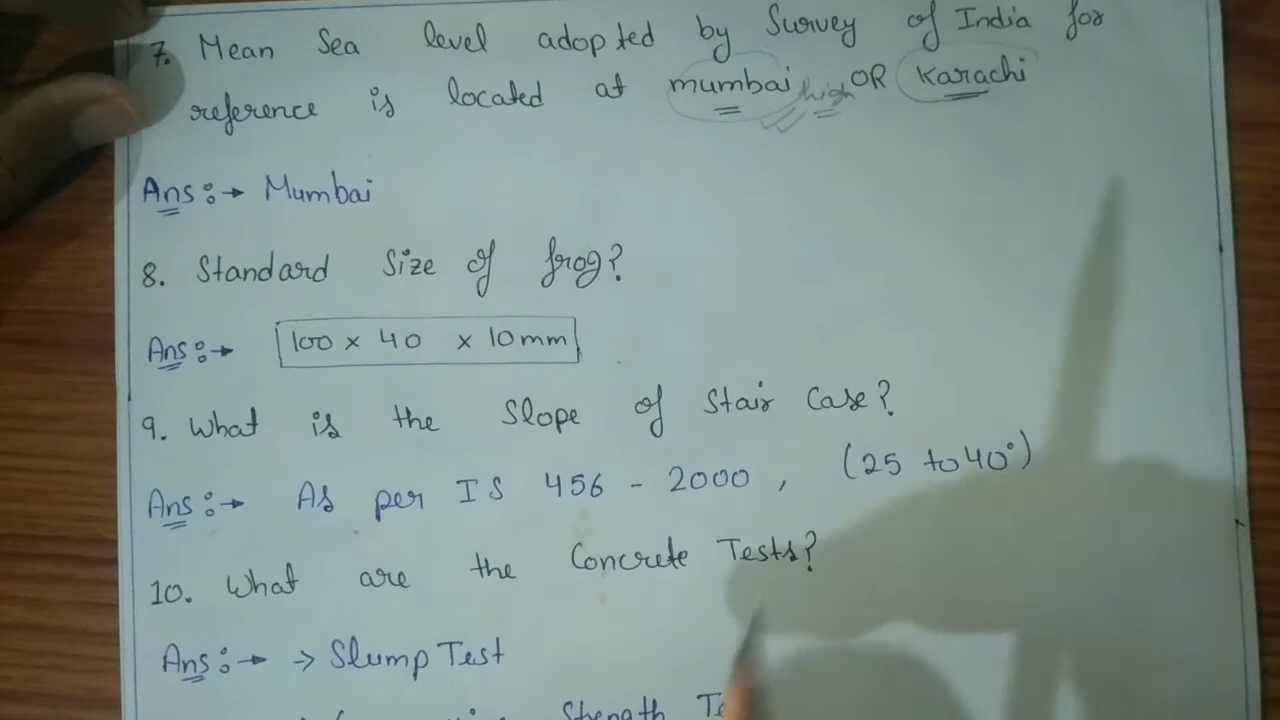 7. Mean Sea level adopted by Survey of India for
reference is located at mumbai high OR Karachi
Ans:→ Mumbai
8. Standard Size of frog?
Ans:→ 100 x 40 x 10mm
9. What is the Slope of Stair Case?
Ans:→ As per IS 456 - 2000, (25 to 40°)
10. What are the Concrete Tests?
Ans:→ → Slump Test
Strength